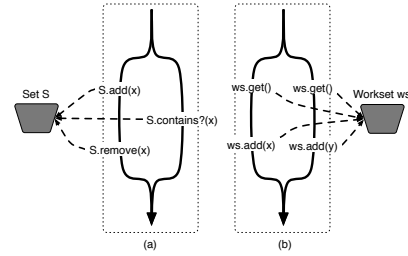 Set S
S.add(x)
S.contains?(x)
S.remove(x)
(a)
ws.get()
ws.get()
Workset ws
ws.add(x)
ws.add(y)
(b)